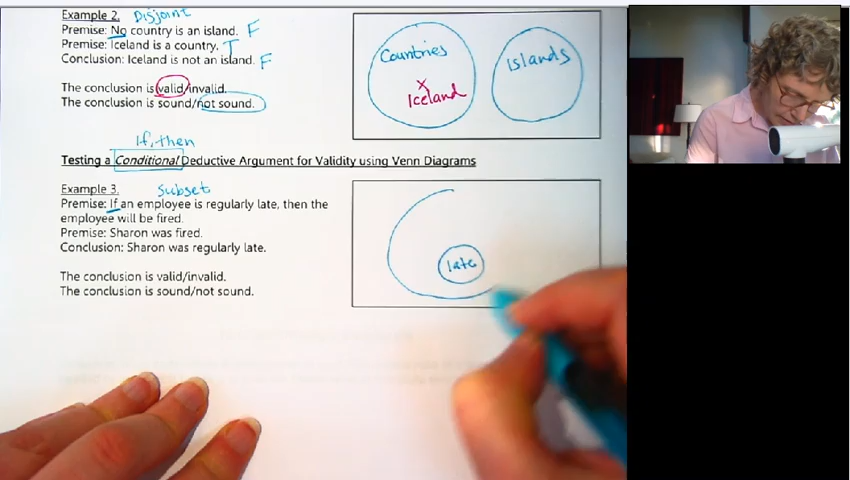 Example 2. Disjoint
Premise: No country is an island. F
Premise: Iceland is a country. T
Conclusion: Iceland is not an island. F
The conclusion is valid/invalid.
The conclusion is sound/not sound.
Countries
x
Iceland
Islands
If, then
Testing a Conditional Deductive Argument for Validity using Venn Diagrams
Example 3. Subset
Premise: If an employee is regularly late, then the
employee will be fired.
Premise: Sharon was fired.
Conclusion: Sharon was regularly late.
The conclusion is valid/invalid.
The conclusion is sound/not sound.
late